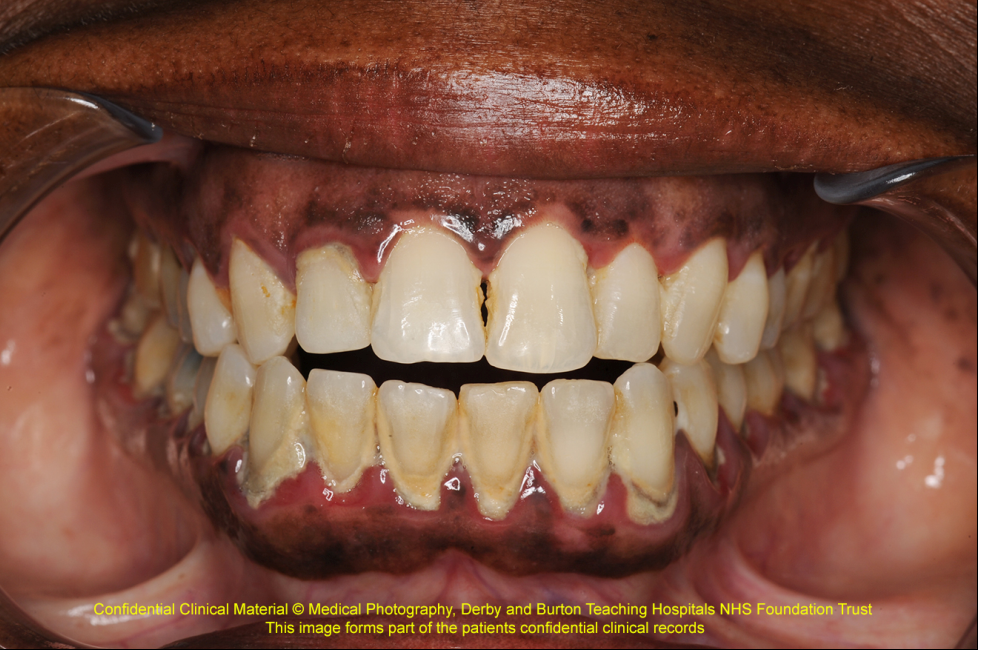 Confidential Clinical Material © Medical Photography, Derby and Burton Teaching Hospitals NHS Foundation Trust
This image forms part of the patients confidential clinical records